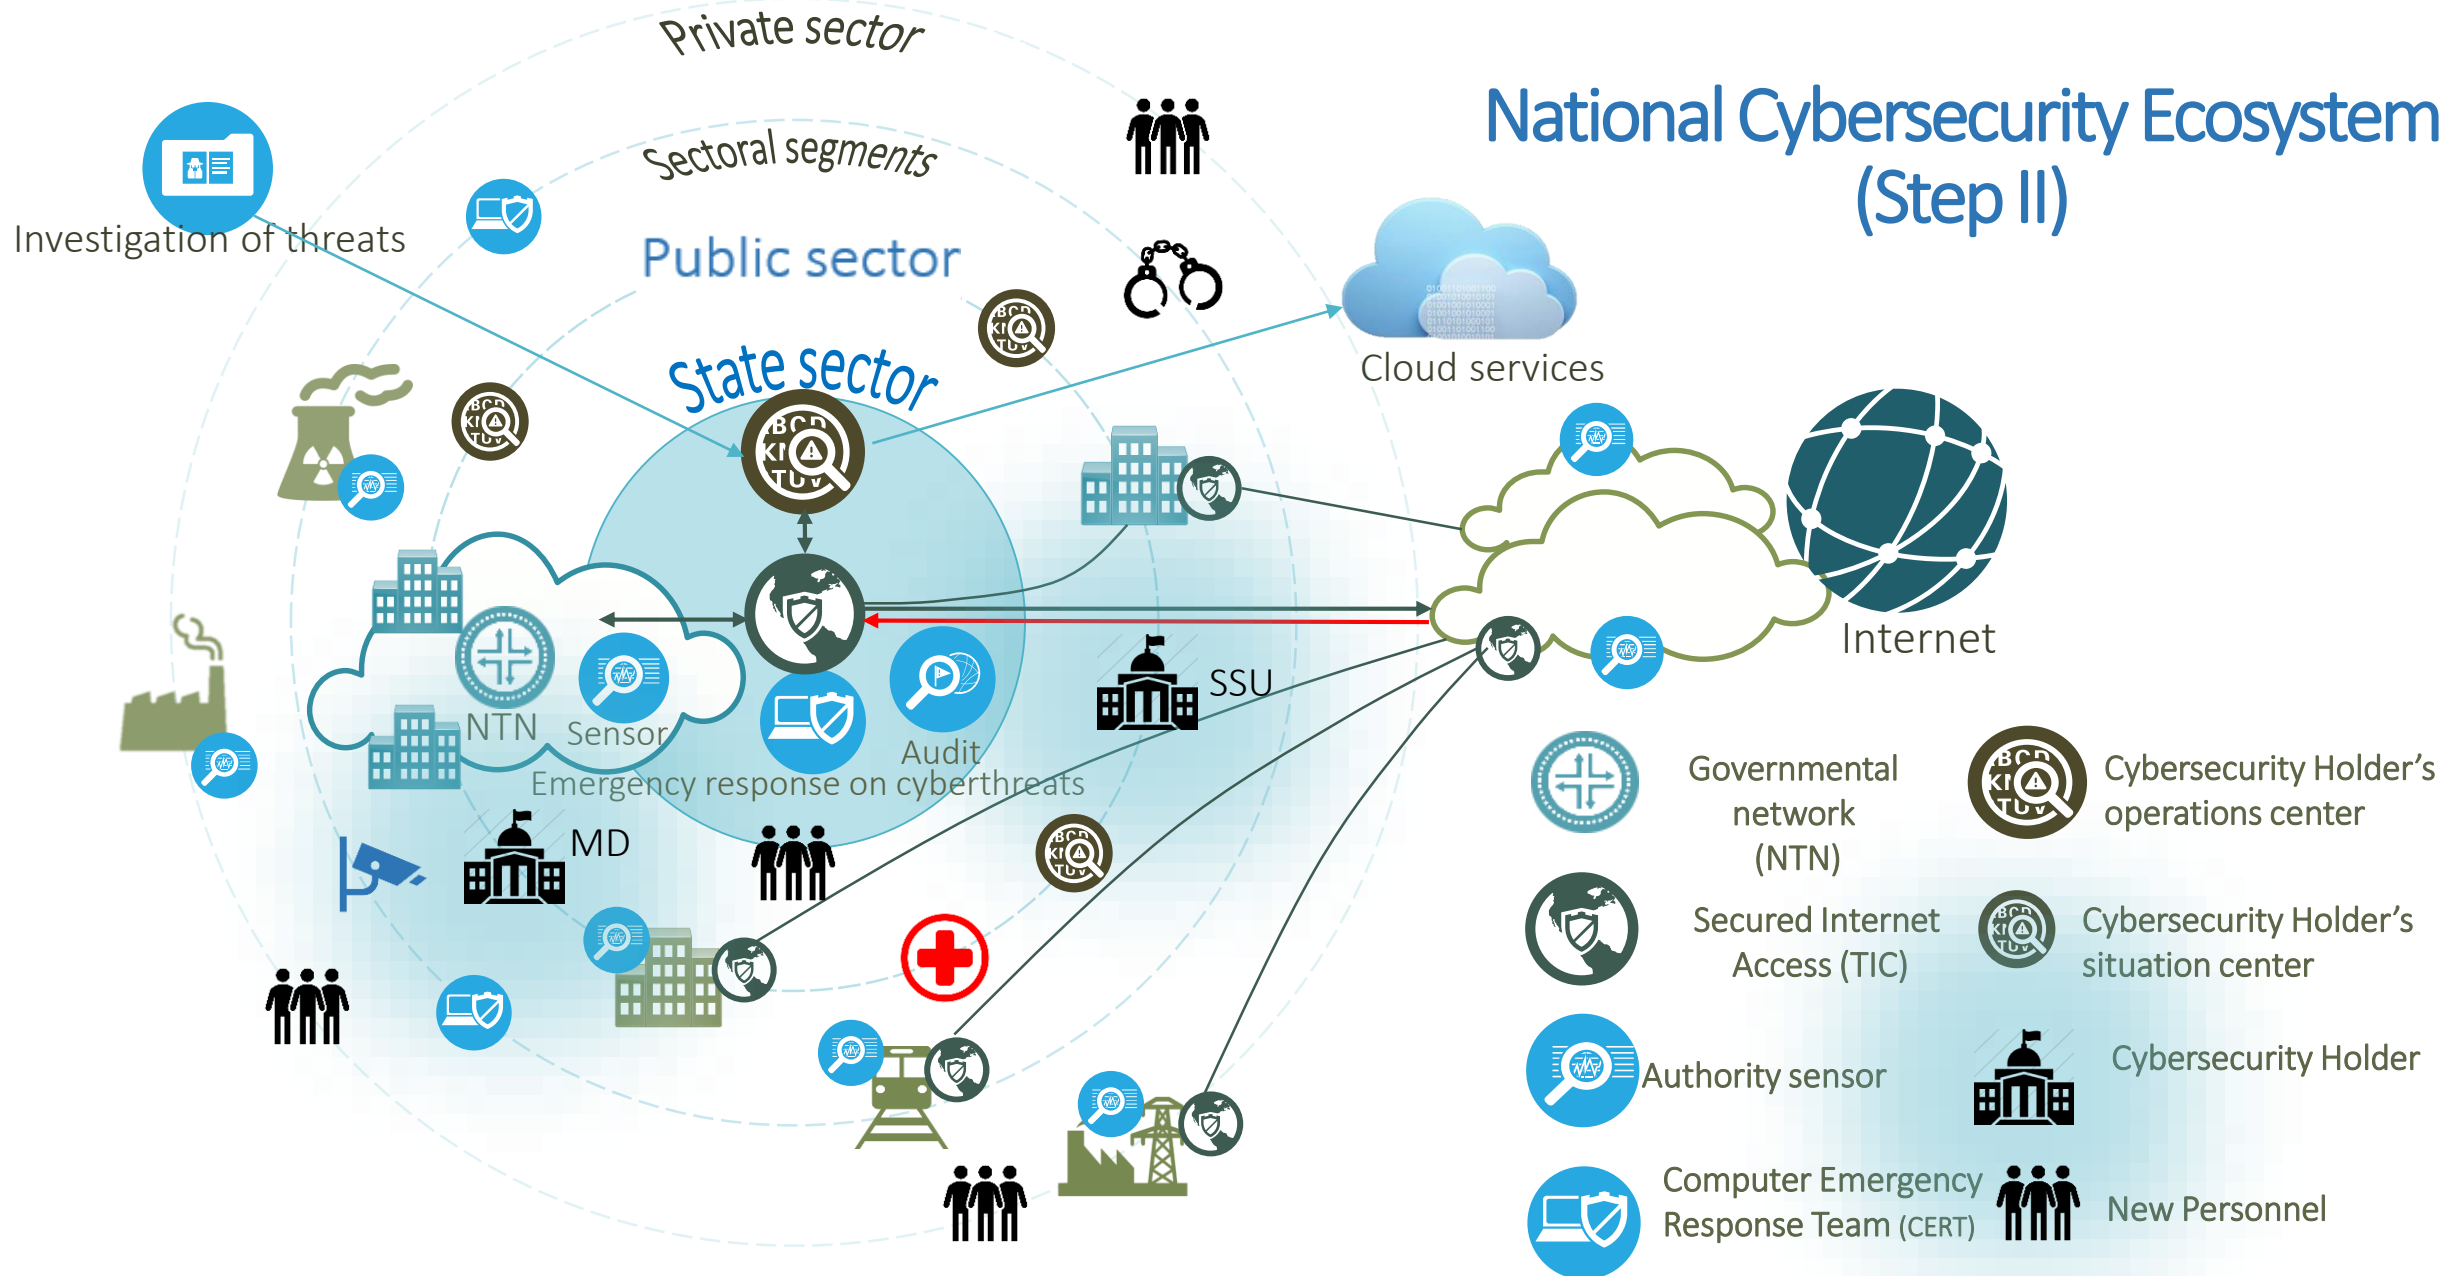 Private sector
National Cybersecurity Ecosystem
(Step II)
Sectoral segments
Investigation of threats
Public sector
State sector
Cloud services
Internet
NTN
Sensor
Audit
Emergency response on cyberthreats
SSU
MD
Governmental
network
(NTN)
Cybersecurity Holder’s
operations center
Secured Internet
Access (TIC)
Cybersecurity Holder’s
situation center
Authority sensor
Cybersecurity Holder
Computer Emergency
Response Team (CERT)
New Personnel